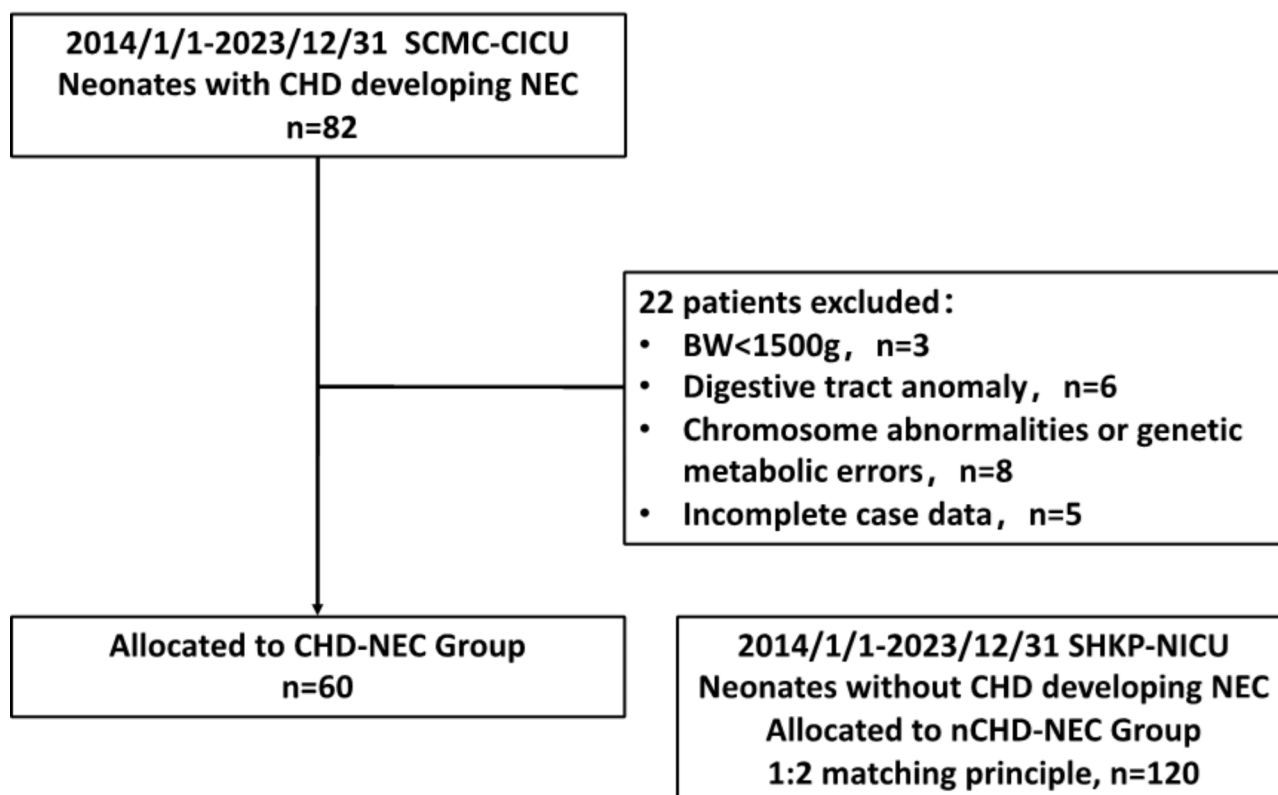 2014/1/1-2023/12/31 SCMC-CICU
Neonates with CHD developing NEC
n=82
22 patients excluded：
• BW<1500g，n=3
• Digestive tract anomaly，n=6
• Chromosome abnormalities or genetic
metabolic errors，n=8
• Incomplete case data，n=5
Allocated to CHD-NEC Group
n=60
2014/1/1-2023/12/31 SHKP-NICU
Neonates without CHD developing NEC
Allocated to nCHD-NEC Group
1:2 matching principle, n=120